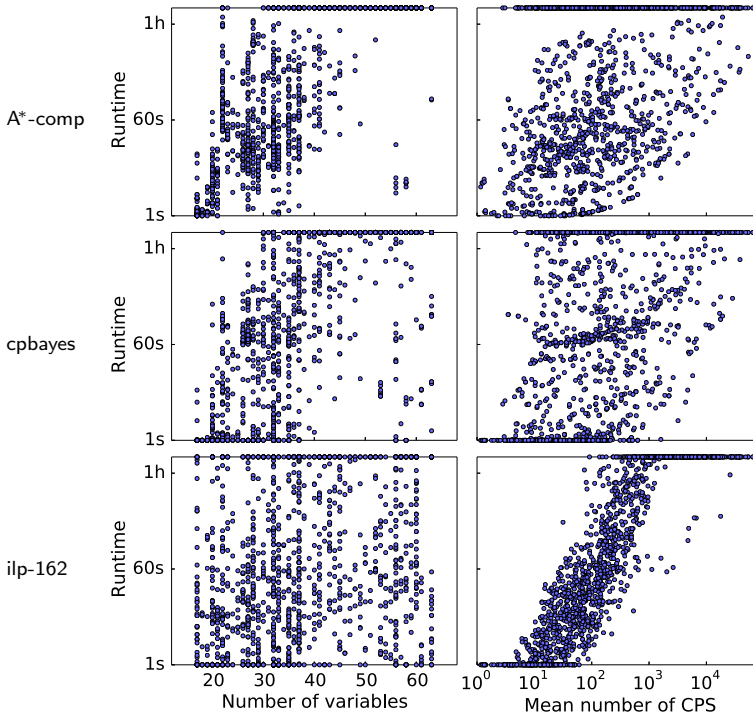 1h
A*-comp
Runtime
60s
1s
1h
cpbayes
Runtime
60s
1s
1h
ilp-162
Runtime
60s
1s
20 30 40 50 60
10^0 10^1 10^2 10^3 10^4
Number of variables
Mean number of CPS